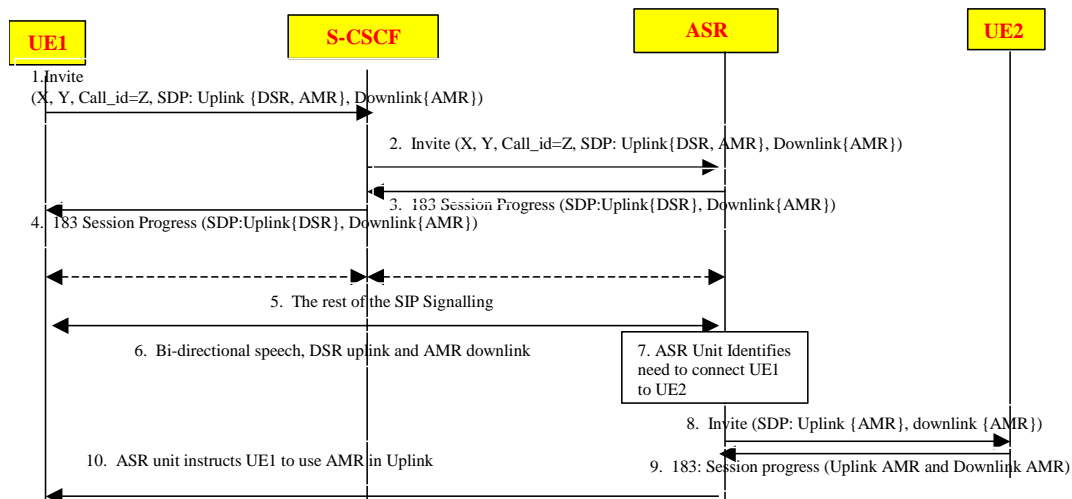 UE1
S-CSCF
ASR
UE2
1.Invite
(X, Y, Call_id=Z, SDP: Uplink {DSR, AMR}, Downlink{AMR})
2. Invite (X, Y, Call_id=Z, SDP: Uplink{DSR, AMR}, Downlink{AMR})
3. 183 Session Progress (SDP:Uplink{DSR}, Downlink{AMR})
4. 183 Session Progress (SDP:Uplink{DSR}, Downlink{AMR})
5. The rest of the SIP Signalling
6. Bi-directional speech, DSR uplink and AMR downlink
7. ASR Unit Identifies
need to connect UE1
to UE2
8. Invite (SDP: Uplink {AMR}, downlink {AMR})
9. 183: Session progress (Uplink AMR and Downlink AMR)
10. ASR unit instructs UE1 to use AMR in Uplink